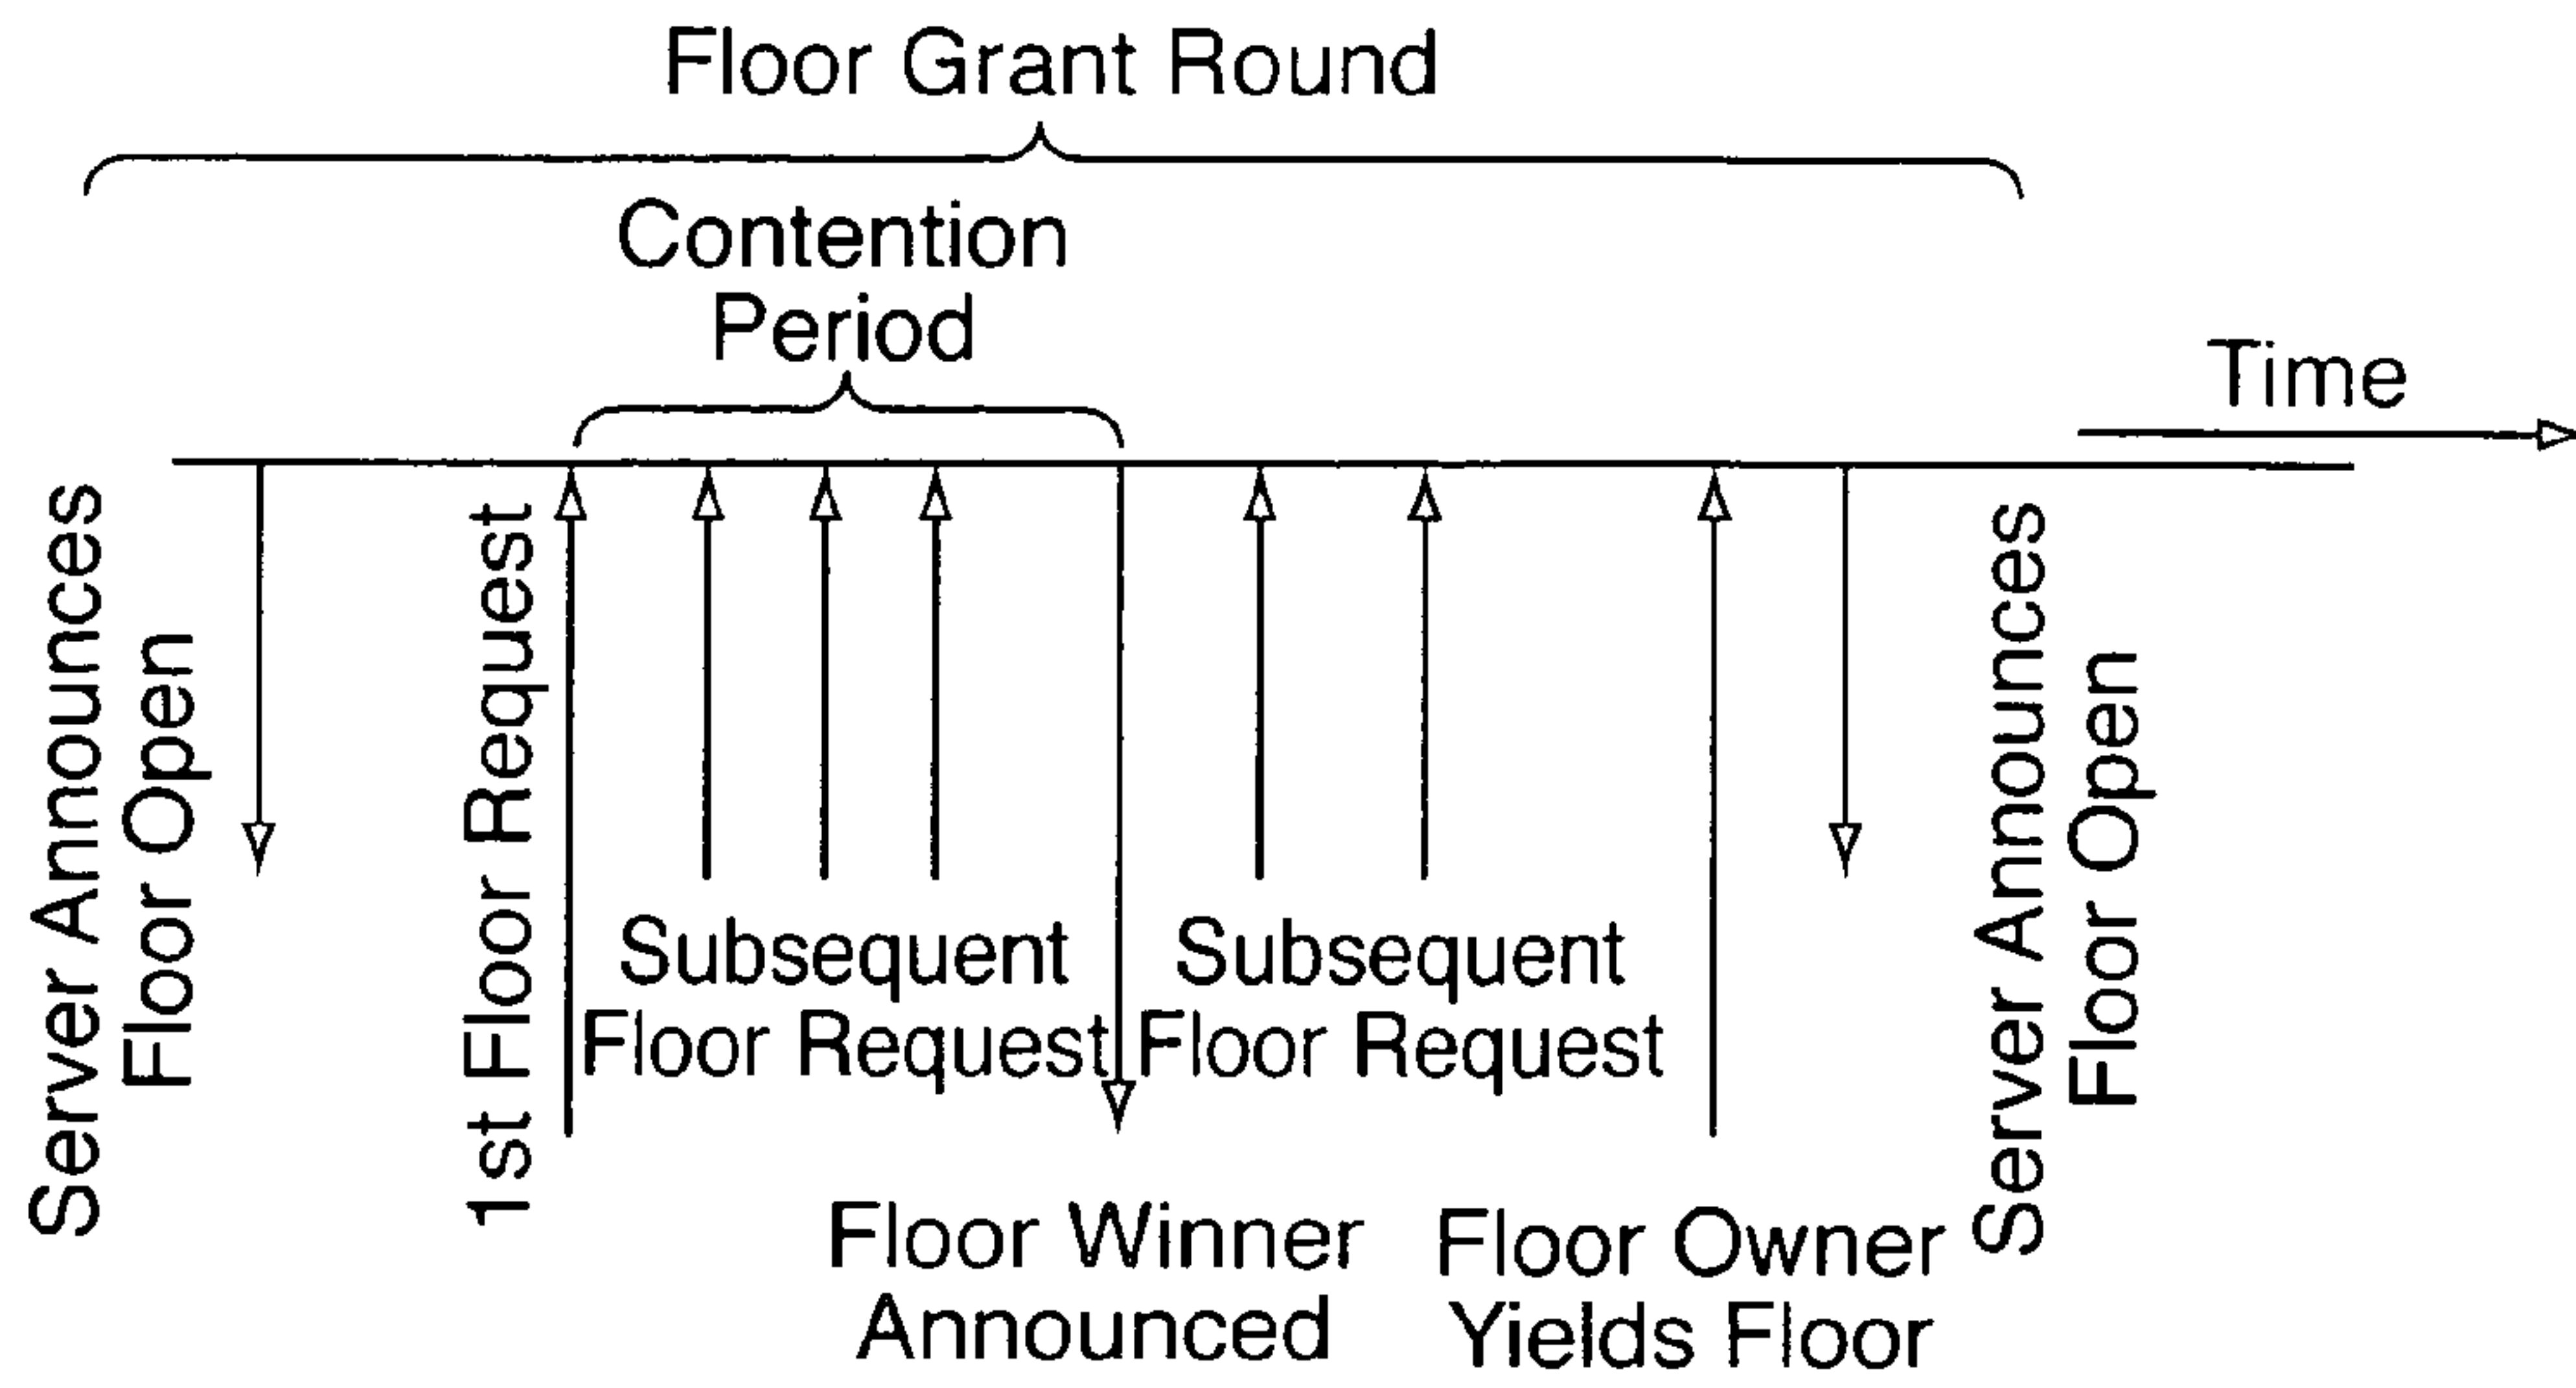 Floor Grant Round
Contention
Period
Time
Server Announces
Floor Open
1st Floor Request
Subsequent
Floor Request
Subsequent
Floor Request
Server Announces
Floor Open
Floor Winner
Announced
Floor Owner
Yields Floor